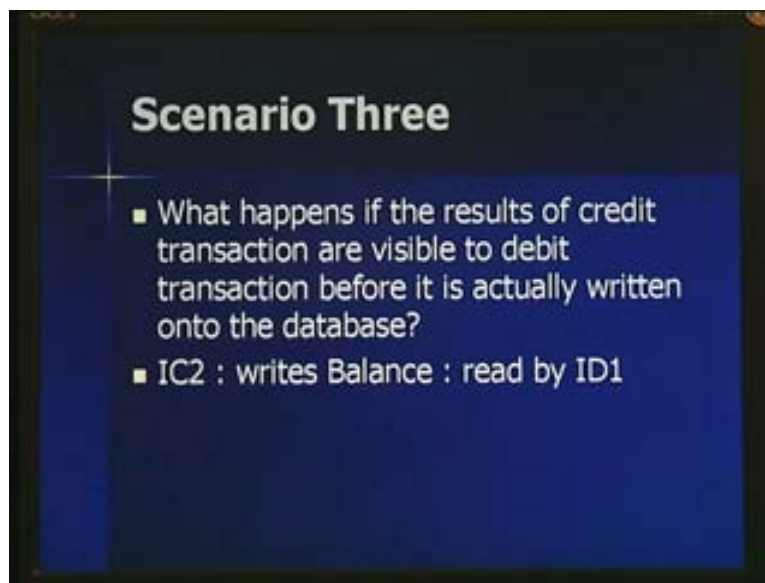 Scenario Three
■ What happens if the results of credit
transaction are visible to debit
transaction before it is actually written
onto the database?
■ IC2 : writes Balance : read by ID1